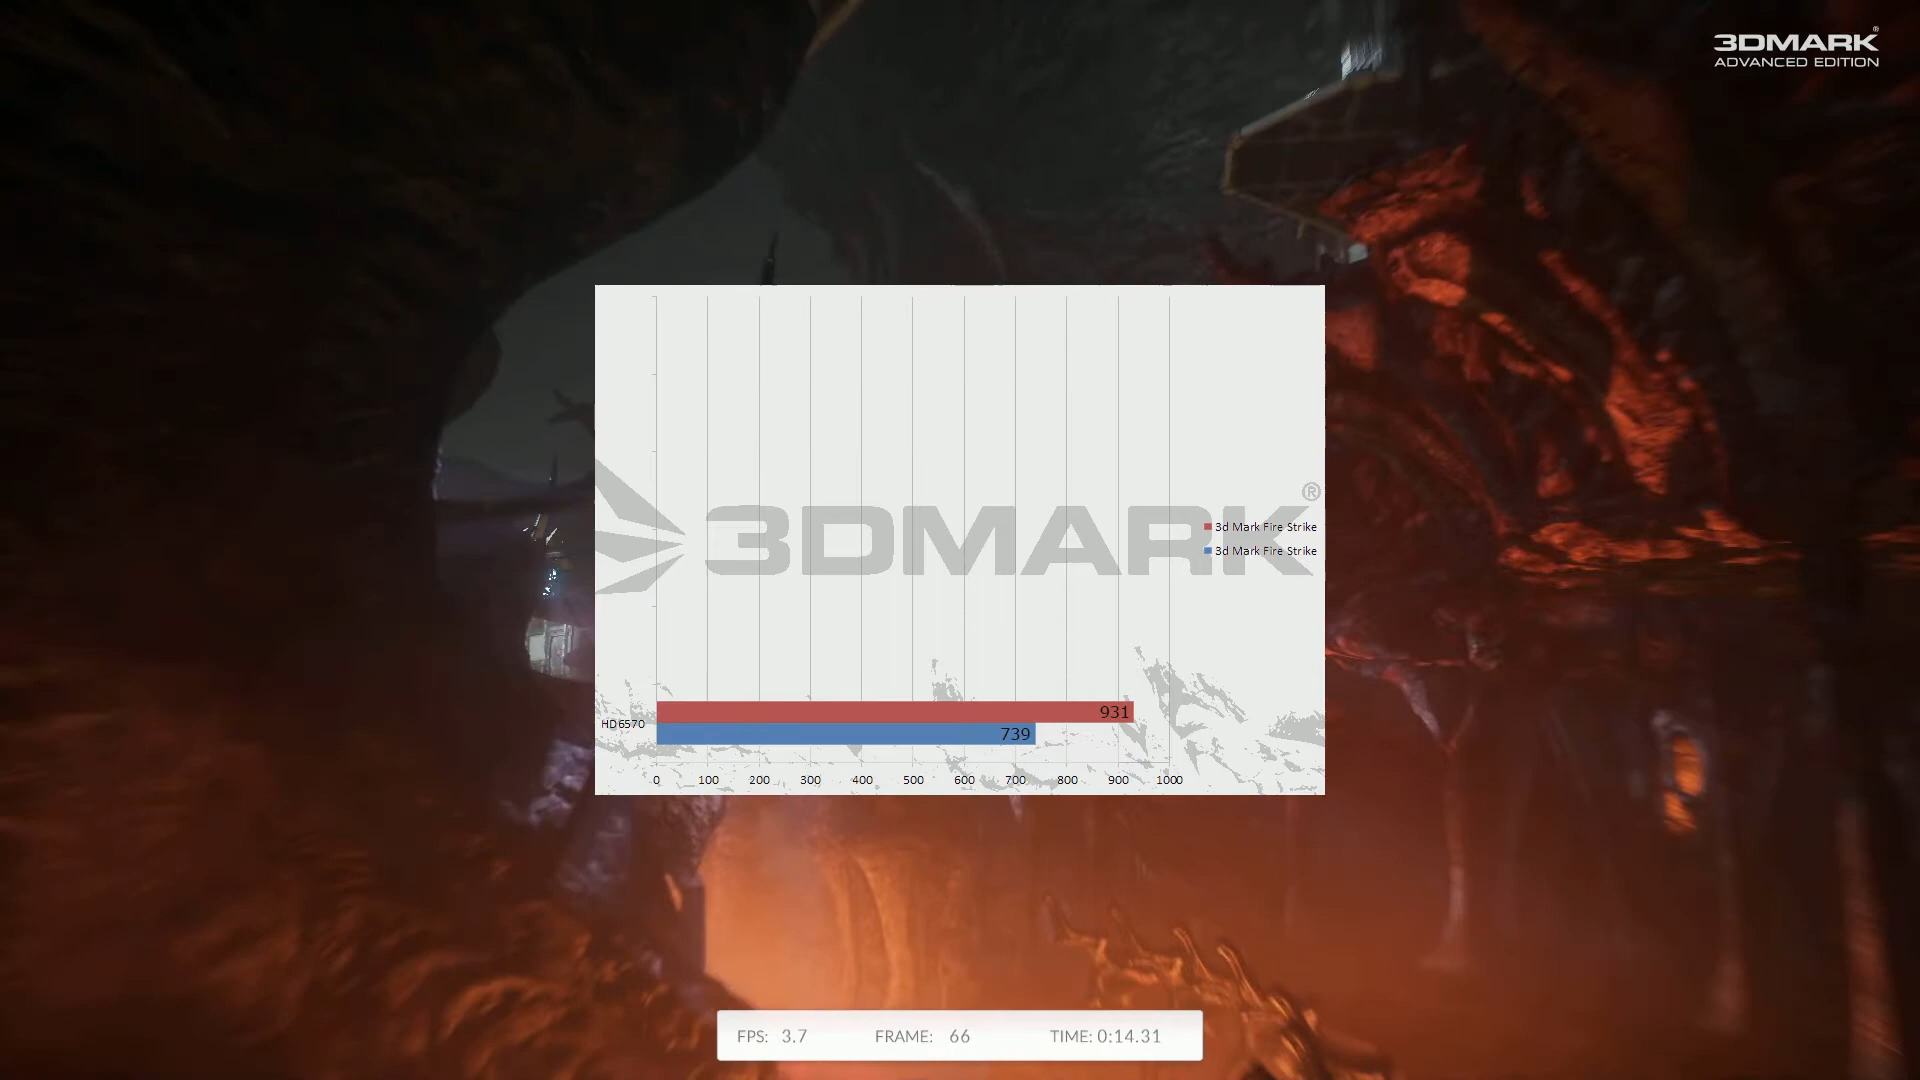 3DMARK®
ADVANCED EDITION
3DMARK®
3d Mark Fire Strike
3d Mark Fire Strike
HD6570
931
739
0 100 200 300 400 500 600 700 800 900 1000
FPS: 3.7 FRAME: 66 TIME: 0:14.31